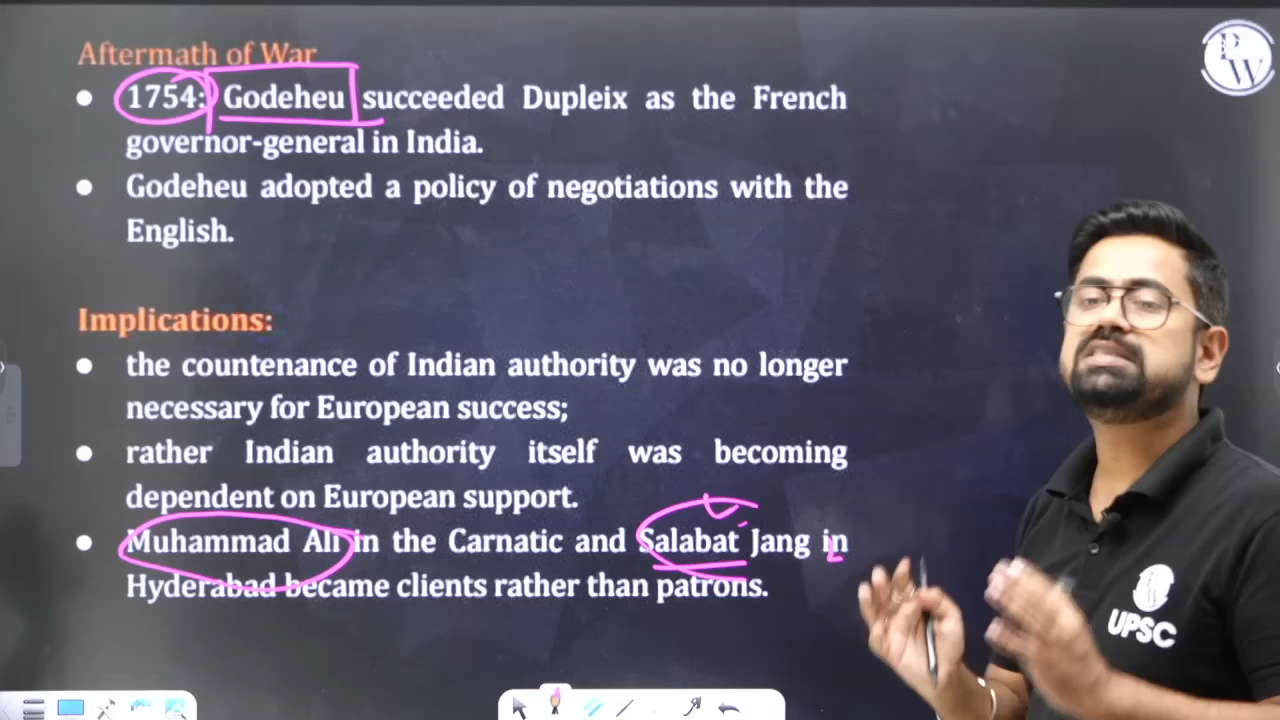 Aftermath of War
● 1754: Godeheu succeeded Dupleix as the French
governor-general in India.
● Godeheu adopted a policy of negotiations with the
English.
Implications:
● the countenance of Indian authority was no longer
necessary for European success;
● rather Indian authority itself was becoming
dependent on European support.
● Muhammad Ali in the Carnatic and Salabat Jang in
Hyderabad became clients rather than patrons.
PW
UPSC